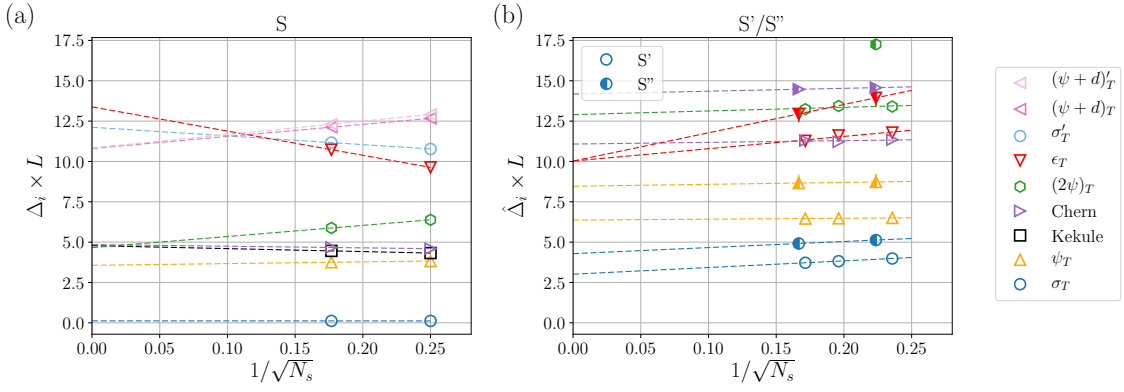 (a)
S
17.5
15.0
12.5
10.0
7.5
5.0
2.5
0.0
Δ_i × L
0.00
0.05
0.10
0.15
0.20
0.25
1/√N_s
(b)
S'/S''
S'
S''
17.5
15.0
12.5
10.0
7.5
5.0
2.5
0.0
Δ̂_i × L
0.00
0.05
0.10
0.15
0.20
0.25
1/√N_s
(ψ + d)'_T
(ψ + d)_T
σ'_T
ϵ_T
(2ψ)_T
Chern
Kekule
ψ_T
σ_T